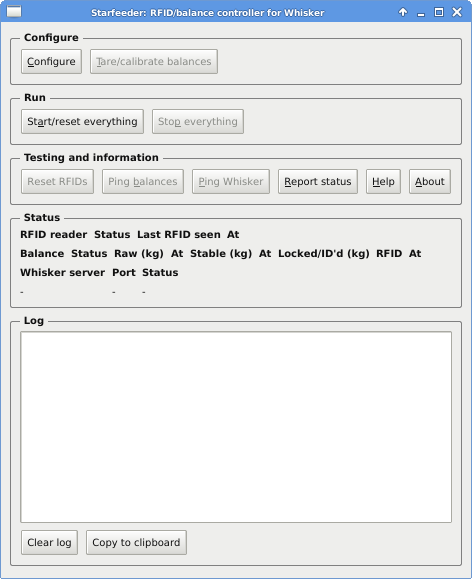 Starfeeder: RFID/balance controller for Whisker
Configure
Configure Tare/calibrate balances
Run
Start/reset everything Stop everything
Testing and information
Reset RFIDs Ping balances Ping Whisker Report status Help About
Status
RFID reader Status Last RFID seen At
Balance Status Raw (kg) At Stable (kg) At Locked/ID'd (kg) RFID At
Whisker server Port Status
- - -
Log
Clear log Copy to clipboard